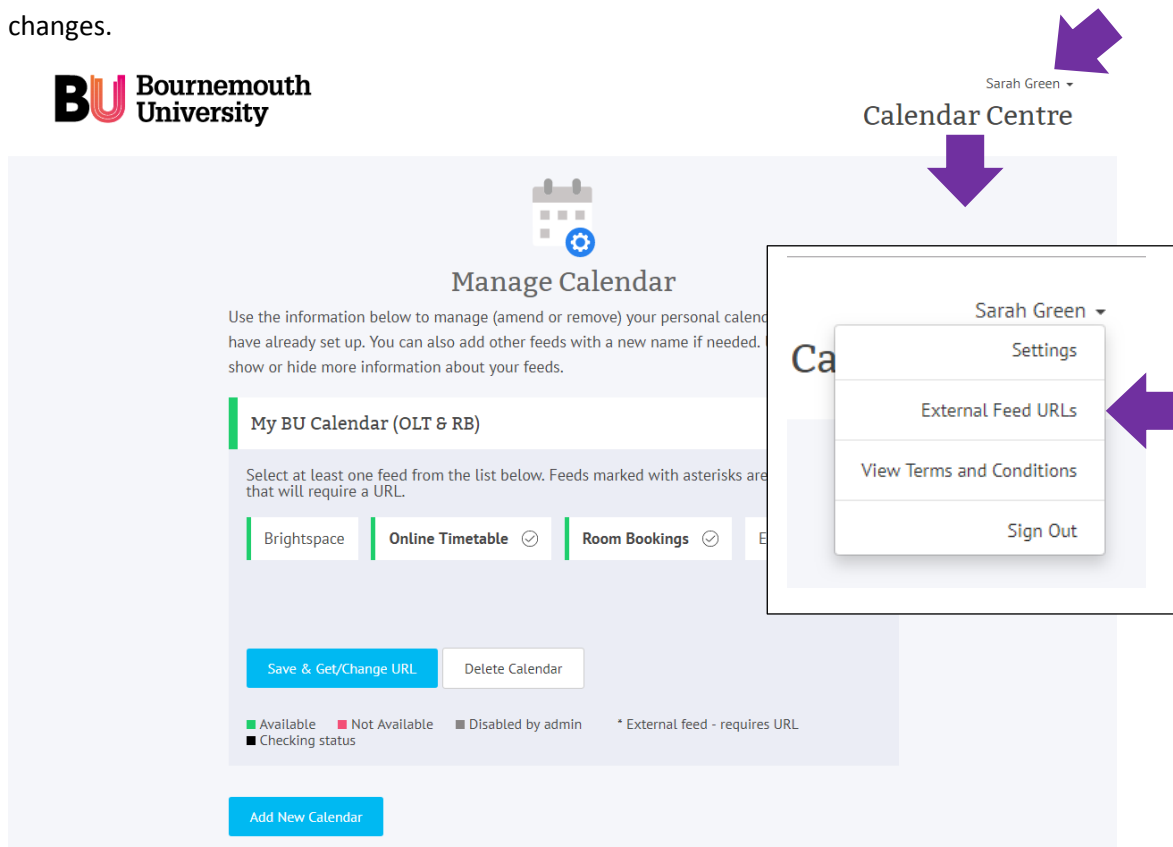 changes.
BU Bournemouth
University
Sarah Green
Calendar Centre
Manage Calendar
Use the information below to manage (amend or remove) your personal
have already set up. You can also add other feeds with a new name if needed.
show or hide more information about your feeds.
My BU Calendar (OLT & RB)
Select at least one feed from the list below. Feeds marked with asterisks are
that will require a URL.
Brightspace Online Timetable Room Bookings
Save & Get/Change URL Delete Calendar
Available Not Available Disabled by admin * External feed - requires URL
Checking status
Add New Calendar
Sarah Green
Ca
Settings
External Feed URLs
View Terms and Conditions
Sign Out